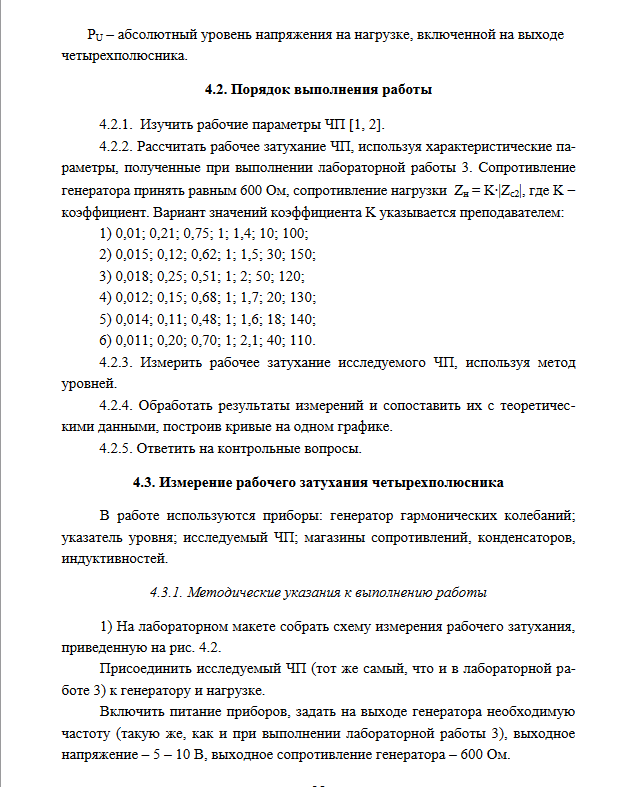 P_U – абсолютный уровень напряжения на нагрузке, включенной на выходе
четырехполюсника.
4.2. Порядок выполнения работы
4.2.1. Изучить рабочие параметры ЧП [1, 2].
4.2.2. Рассчитать рабочее затухание ЧП, используя характеристические па-
раметры, полученные при выполнении лабораторной работы 3. Сопротивление
генератора принять равным 600 Ом, сопротивление нагрузки Z_н = K·|Z_c2|, где K –
коэффициент. Вариант значений коэффициента K указывается преподавателем:
1) 0,01; 0,21; 0,75; 1; 1,4; 10; 100;
2) 0,015; 0,12; 0,62; 1; 1,5; 30; 150;
3) 0,018; 0,25; 0,51; 1; 2; 50; 120;
4) 0,012; 0,15; 0,68; 1; 1,7; 20; 130;
5) 0,014; 0,11; 0,48; 1; 1,6; 18; 140;
6) 0,011; 0,20; 0,70; 1; 2,1; 40; 110.
4.2.3. Измерить рабочее затухание исследуемого ЧП, используя метод
уровней.
4.2.4. Обработать результаты измерений и сопоставить их с теоретичес-
кими данными, построив кривые на одном графике.
4.2.5. Ответить на контрольные вопросы.
4.3. Измерение рабочего затухания четырехполюсника
В работе используются приборы: генератор гармонических колебаний;
указатель уровня; исследуемый ЧП; магазины сопротивлений, конденсаторов,
индуктивностей.
4.3.1. Методические указания к выполнению работы
1) На лабораторном макете собрать схему измерения рабочего затухания,
приведенную на рис. 4.2.
Присоединить исследуемый ЧП (тот же самый, что и в лабораторной ра-
боте 3) к генератору и нагрузке.
Включить питание приборов, задать на выходе генератора необходимую
частоту (такую же, как и при выполнении лабораторной работы 3), выходное
напряжение – 5 – 10 В, выходное сопротивление генератора – 600 Ом.